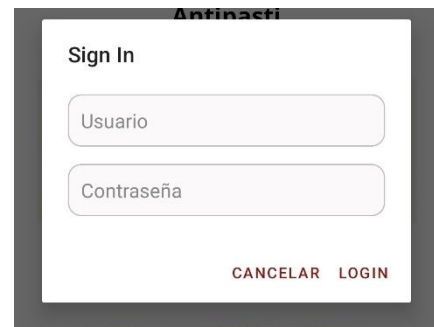 Antipasti
Sign In
Usuario
Contraseña
CANCELAR LOGIN